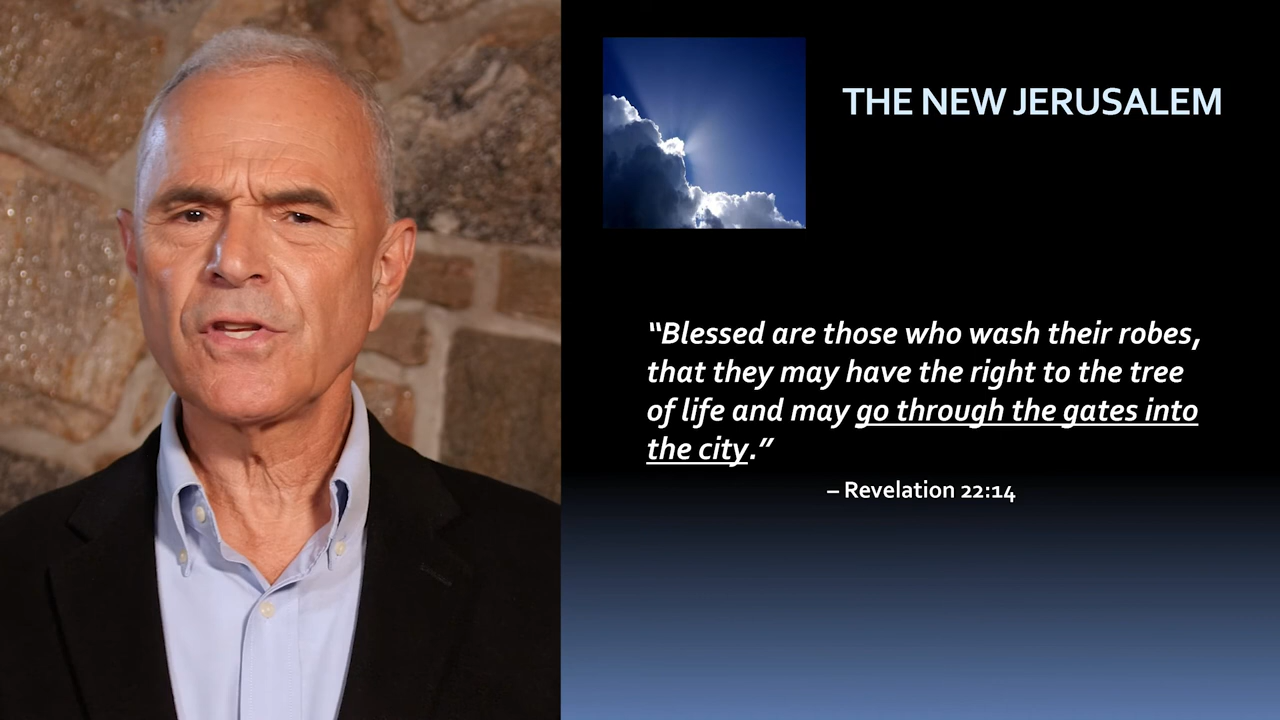 THE NEW JERUSALEM
“Blessed are those who wash their robes,
that they may have the right to the tree
of life and may go through the gates into
the city.”
– Revelation 22:14